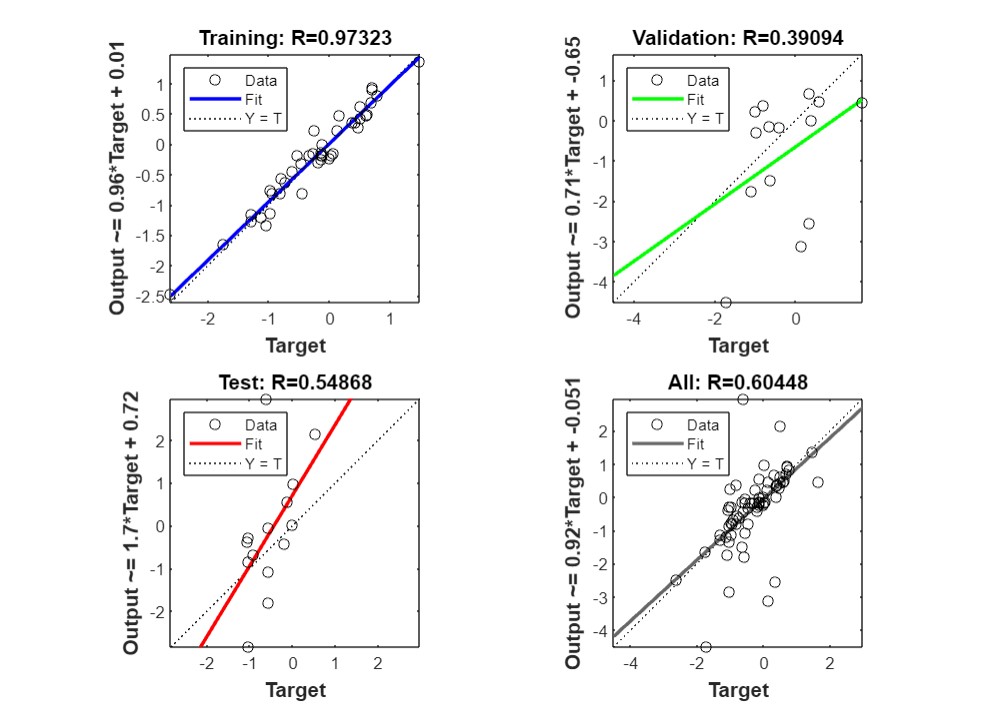 Training: R=0.97323
Output ~= 0.96*Target + 0.01
Data
Fit
Y = T
1
0.5
0
-0.5
-1
-1.5
-2
-2.5
-2 -1 0 1
Target
Validation: R=0.39094
Output ~= 0.71*Target + -0.65
Data
Fit
Y = T
1
0
-1
-2
-3
-4
-4 -2 0
Target
Test: R=0.54868
Output ~= 1.7*Target + 0.72
Data
Fit
Y = T
2
1
0
-1
-2
-2 -1 0 1 2
Target
All: R=0.60448
Output ~= 0.92*Target + -0.051
Data
Fit
Y = T
2
1
0
-1
-2
-3
-4
-4 -2 0 2
Target